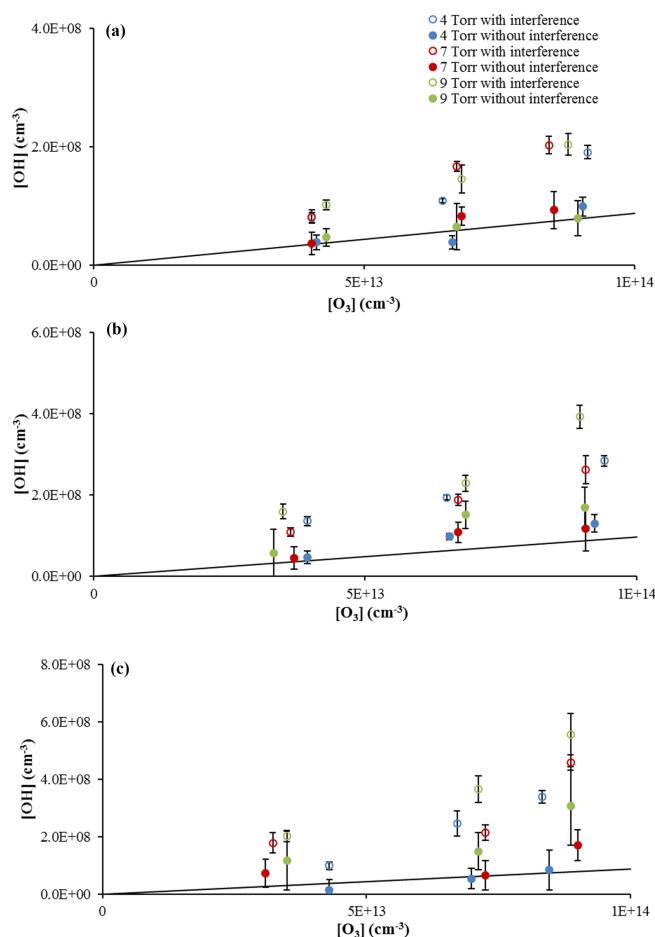 (a)
4 Torr with interference
4 Torr without interference
7 Torr with interference
7 Torr without interference
9 Torr with interference
9 Torr without interference
4.0E+08
2.0E+08
0.0E+00
[OH] (cm-3)
0
5E+13
1E+14
[O3] (cm-3)
(b)
6.0E+08
4.0E+08
2.0E+08
0.0E+00
[OH] (cm-3)
0
5E+13
1E+14
[O3] (cm-3)
(c)
8.0E+08
6.0E+08
4.0E+08
2.0E+08
0.0E+00
[OH] (cm-3)
0
5E+13
1E+14
[O3] (cm-3)